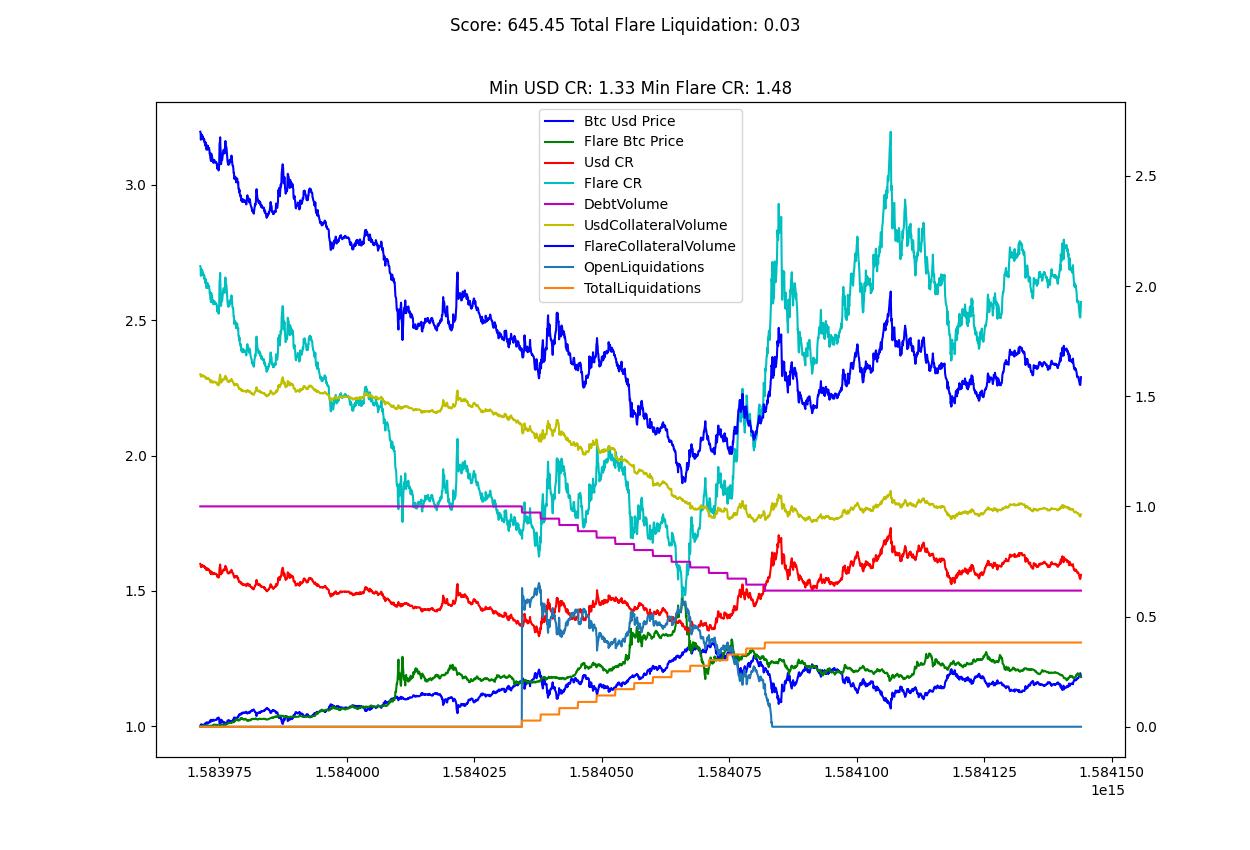 Score: 645.45 Total Flare Liquidation: 0.03
Min USD CR: 1.33 Min Flare CR: 1.48
Btc Usd Price
Flare Btc Price
Usd CR
Flare CR
DebtVolume
UsdCollateralVolume
FlareCollateralVolume
OpenLiquidations
TotalLiquidations
3.0
2.5
2.0
1.5
1.0
2.5
2.0
1.5
1.0
0.5
0.0
1.583975 1.584000 1.584025 1.584050 1.584075 1.584100 1.584125 1.584150
1e15